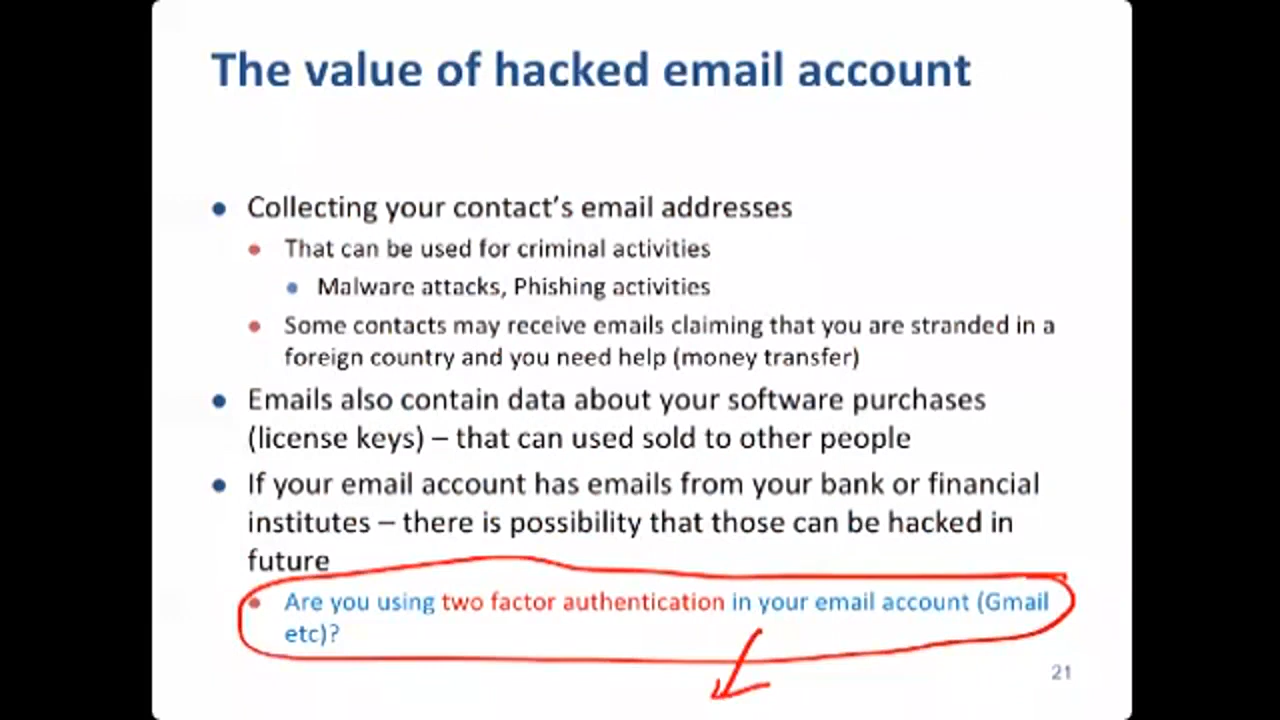 The value of hacked email account
● Collecting your contact's email addresses
● That can be used for criminal activities
● Malware attacks, Phishing activities
● Some contacts may receive emails claiming that you are stranded in a
foreign country and you need help (money transfer)
● Emails also contain data about your software purchases
(license keys) – that can used sold to other people
● If your email account has emails from your bank or financial
institutes – there is possibility that those can be hacked in
future
● Are you using two factor authentication in your email account (Gmail
etc)?
21